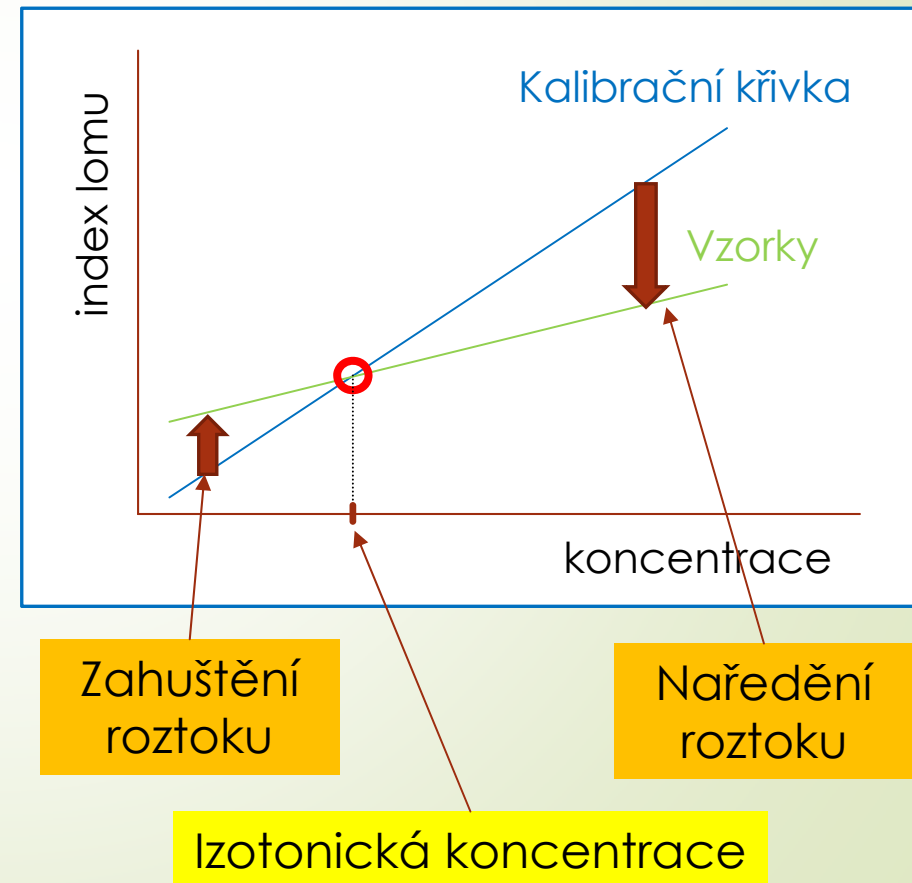 Kalibrační křivka
index lomu
Vzorky
koncentrace
Zahuštění
roztoku
Naředění
roztoku
Izotonická koncentrace